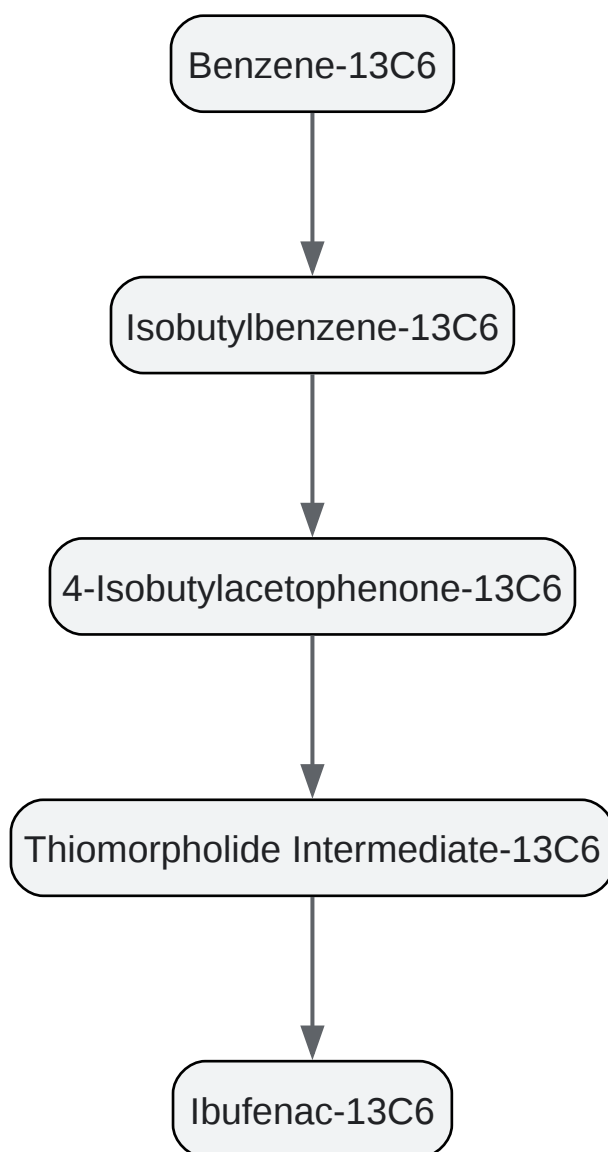 Benzene-13C6
Isobutylbenzene-13C6
4-Isobutylacetophenone-13C6
Thiomorpholide Intermediate-13C6
Ibufenac-13C6